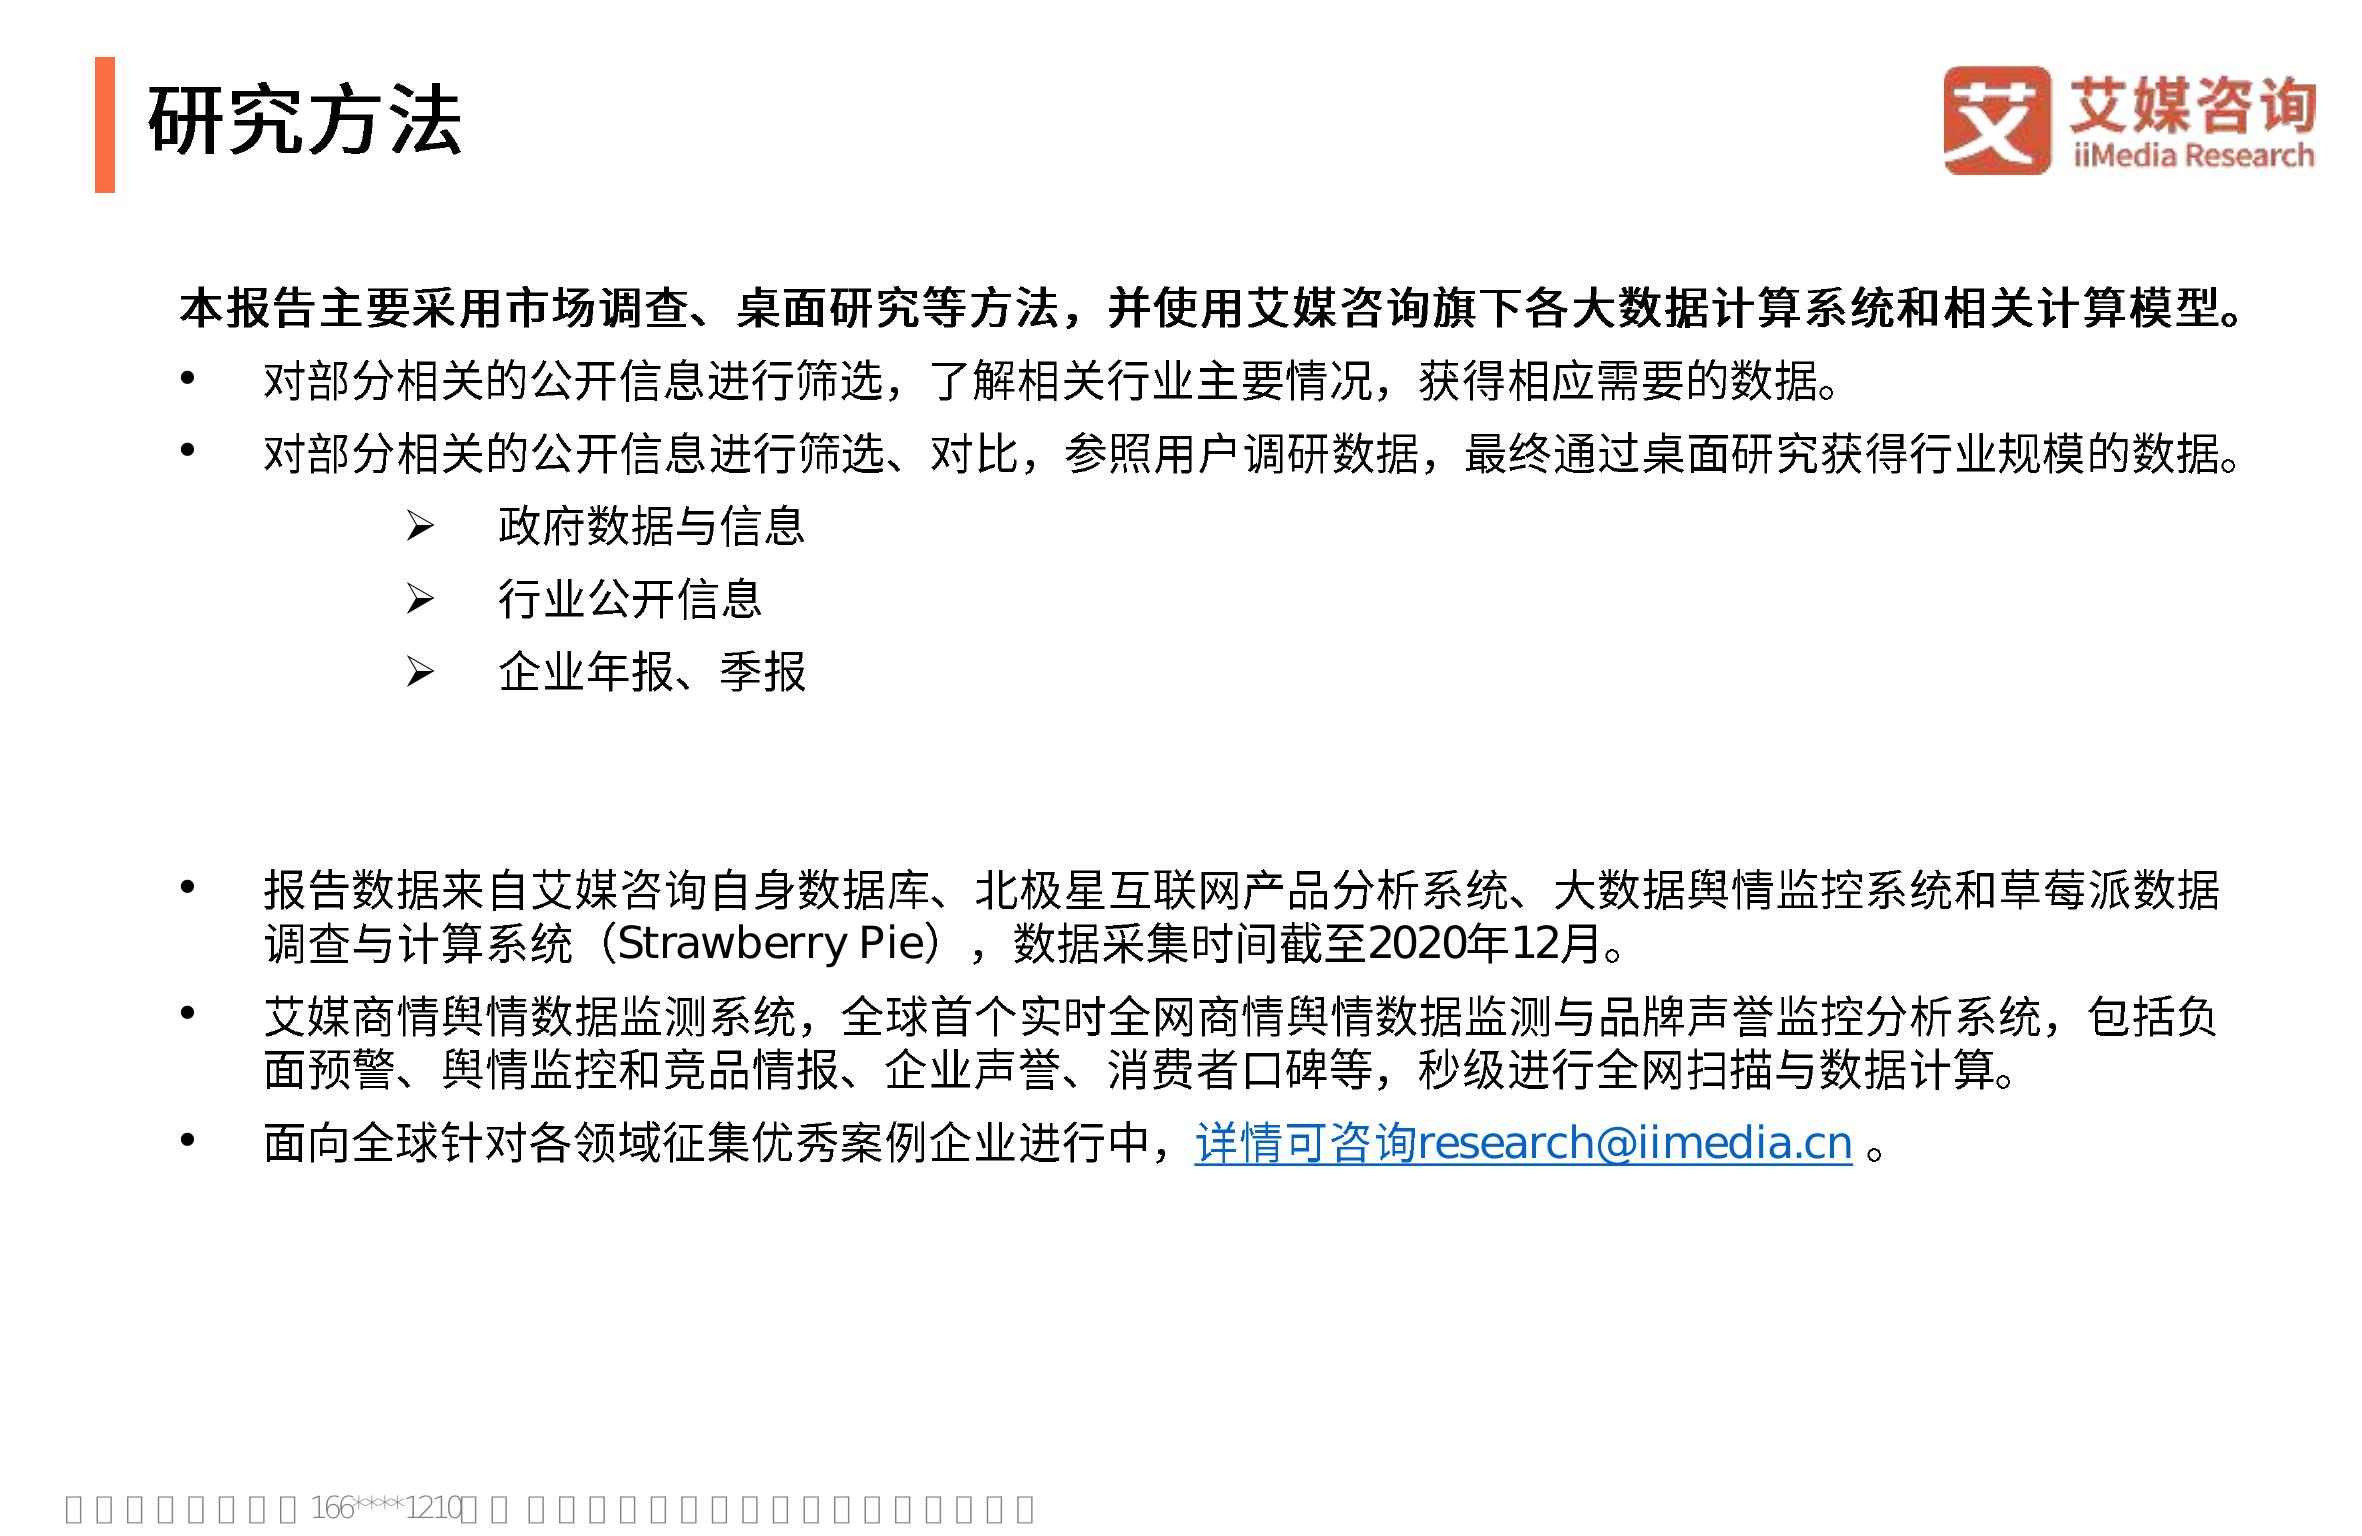 研究方法
艾 艾媒咨询
iiMedia Research
本报告主要采用市场调查、桌面研究等方法，并使用艾媒咨询旗下各大数据计算系统和相关计算模型。
• 对部分相关的公开信息进行筛选，了解相关行业主要情况，获得相应需要的数据。
• 对部分相关的公开信息进行筛选、对比，参照用户调研数据，最终通过桌面研究获得行业规模的数据。
➢ 政府数据与信息
➢ 行业公开信息
➢ 企业年报、季报
• 报告数据来自艾媒咨询自身数据库、北极星互联网产品分析系统、大数据舆情监控系统和草莓派数据
调查与计算系统（Strawberry Pie），数据采集时间截至2020年12月。
• 艾媒商情舆情数据监测系统，全球首个实时全网商情舆情数据监测与品牌声誉监控分析系统，包括负
面预警、舆情监控和竞品情报、企业声誉、消费者口碑等，秒级进行全网扫描与数据计算。
• 面向全球针对各领域征集优秀案例企业进行中，详情可咨询research@iimedia.cn 。
166****1210